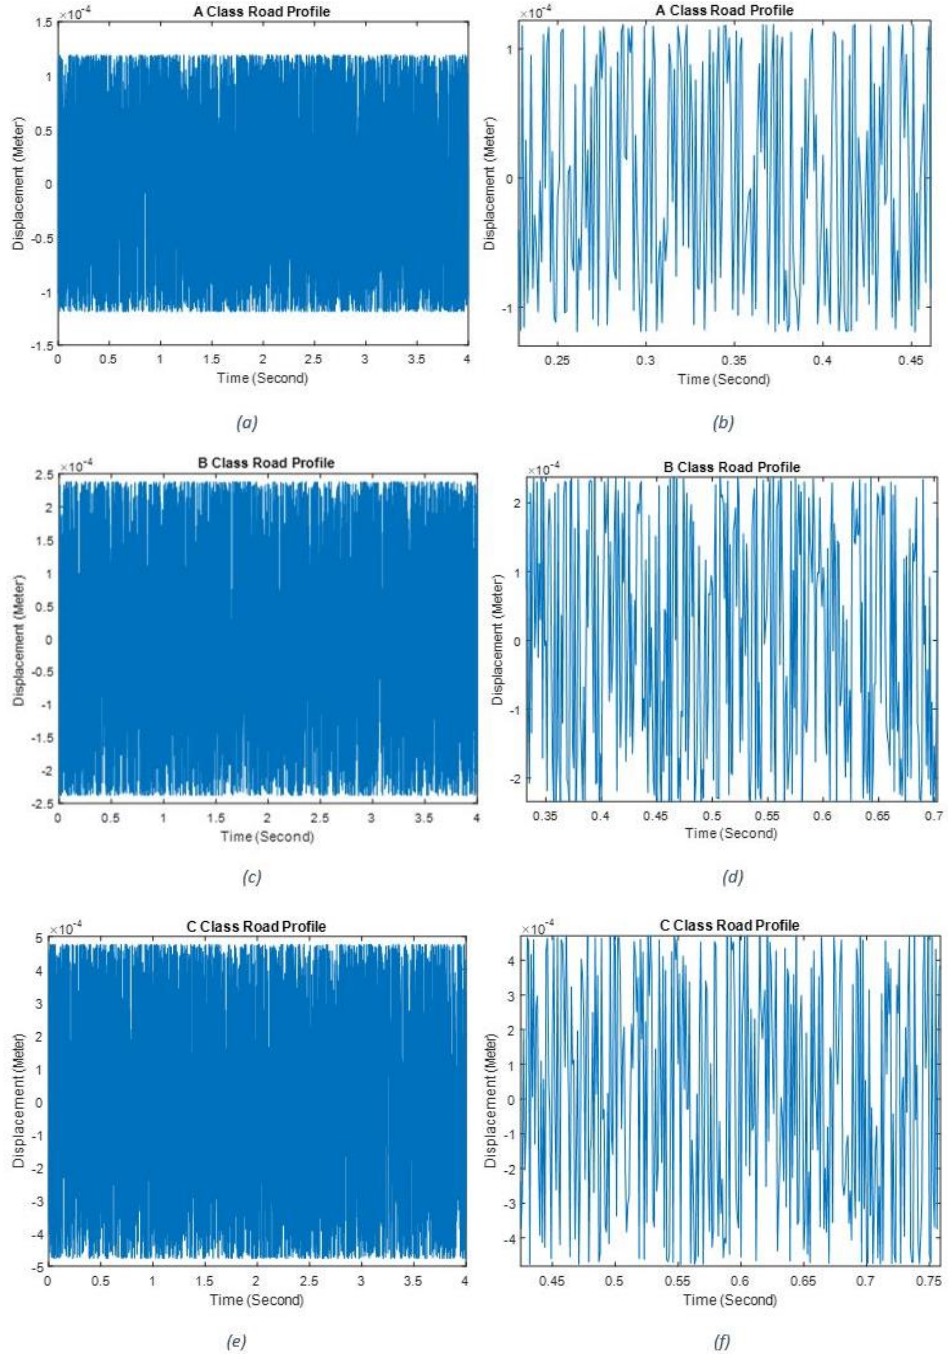 A Class Road Profile
×10⁻⁴
1.5
1
0.5
0
-0.5
-1
-1.5
Displacement (Meter)
0 0.5 1 1.5 2 2.5 3 3.5 4
Time (Second)
(a)
A Class Road Profile
×10⁻⁴
1
0
-1
Displacement (Meter)
0.25 0.3 0.35 0.4 0.45
Time (Second)
(b)
B Class Road Profile
×10⁻⁴
2.5
2
1.5
1
0.5
0
-0.5
-1
-1.5
-2
-2.5
Displacement (Meter)
0 0.5 1 1.5 2 2.5 3 3.5 4
Time (Second)
(c)
B Class Road Profile
×10⁻⁴
2
1
0
-1
-2
Displacement (Meter)
0.35 0.4 0.45 0.5 0.55 0.6 0.65 0.7
Time (Second)
(d)
C Class Road Profile
×10⁻⁴
5
4
3
2
1
0
-1
-2
-3
-4
-5
Displacement (Meter)
0 0.5 1 1.5 2 2.5 3 3.5 4
Time (Second)
(e)
C Class Road Profile
×10⁻⁴
4
3
2
1
0
-1
-2
-3
-4
Displacement (Meter)
0.45 0.5 0.55 0.6 0.65 0.7 0.75
Time (Second)
(f)